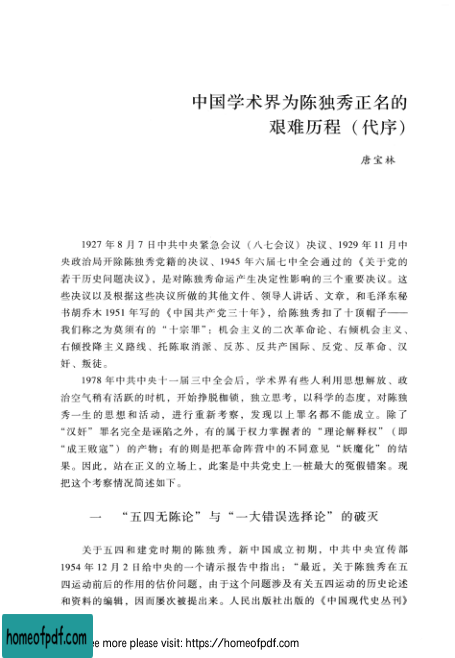 中国学术界为陈独秀正名的
艰难历程（代序）
唐宝林
1927 年 8 月 7 日中共中央紧急会议（八七会议）决议、1929 年 11 月中
央政治局开除陈独秀党籍的决议、1945 年六届七中全会通过的《关于党的
若干历史问题决议》，是对陈独秀命运产生决定性影响的三个重要决议。这
些决议以及根据这些决议所做的其他文件、领导人讲话、文章，和毛泽东秘
书胡乔木 1951 年写的《中国共产党三十年》，给陈独秀扣了十顶帽子——
我们称之为莫须有的“十宗罪”：机会主义的二次革命论、右倾机会主义、
右倾投降主义路线、托陈取消派、反苏、反共产国际、反党、反革命、汉
奸、叛徒。
1978 年中共中央十一届三中全会后，学术界有些人利用思想解放、政
治空气稍有活跃的时机，开始挣脱枷锁，独立思考，以科学的态度，对陈独
秀一生的思想和活动，进行重新考察，发现以上罪名都不能成立。除了
“汉奸”罪名完全是诬陷之外，有的属于权力掌握者的“理论解释权”（即
“成王败寇”）的产物；有的则是把革命阵营中的不同意见“妖魔化”的结
果。因此，站在正义的立场上，此案是中共党史上一桩最大的冤假错案。现
把这个考察情况简述如下。
一 “五四无陈论”与“一大错误选择论”的破灭
关于五四和建党时期的陈独秀，新中国成立初期，中共中央宣传部
1954 年 12 月 2 日给中央的一个请示报告中指出：“最近，关于陈独秀在五
四运动前后的作用的估价问题，由于这个问题涉及有关五四运动的历史论述
和资料的编辑，因而屡次被提出来。人民出版社出版的《中国现代史丛刊》
homeofpdf.com
ee more please visit: https://homeofpdf.com